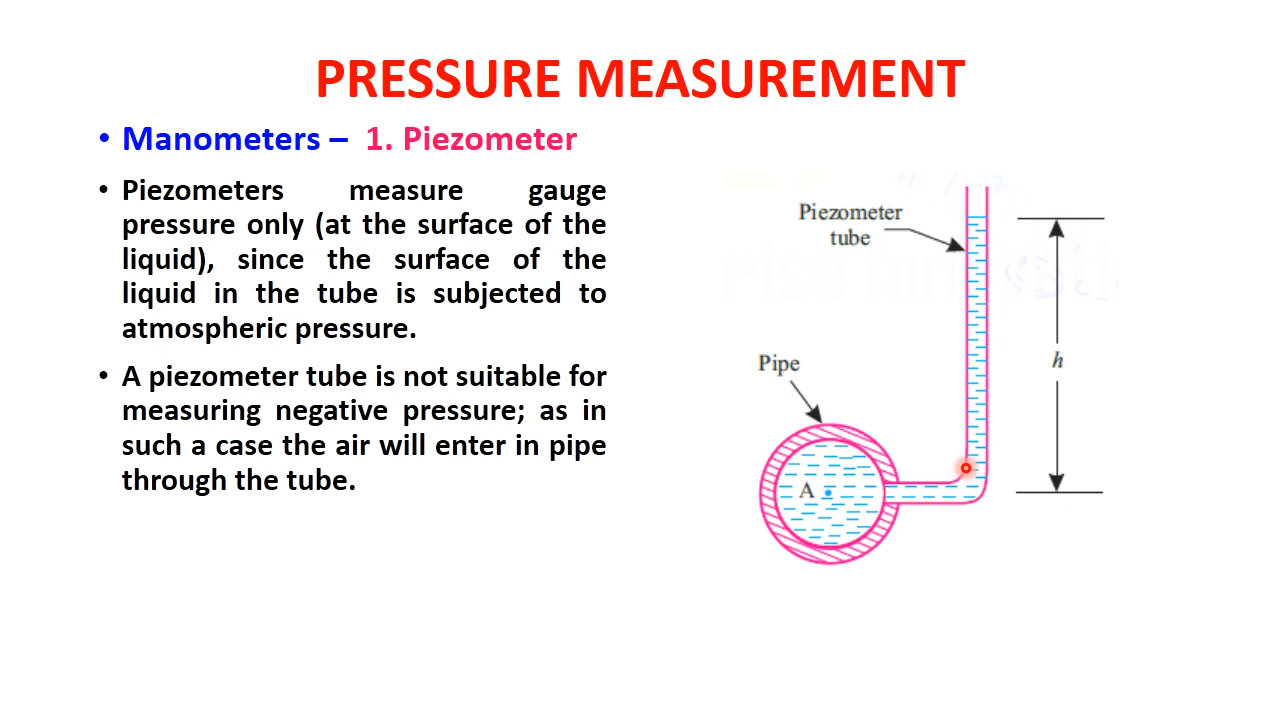 PRESSURE MEASUREMENT
• Manometers – 1. Piezometer
• Piezometers measure gauge
pressure only (at the surface of the
liquid), since the surface of the
liquid in the tube is subjected to
atmospheric pressure.
• A piezometer tube is not suitable for
measuring negative pressure; as in
such a case the air will enter in pipe
through the tube.
Piezometer
tube
h
Pipe
A